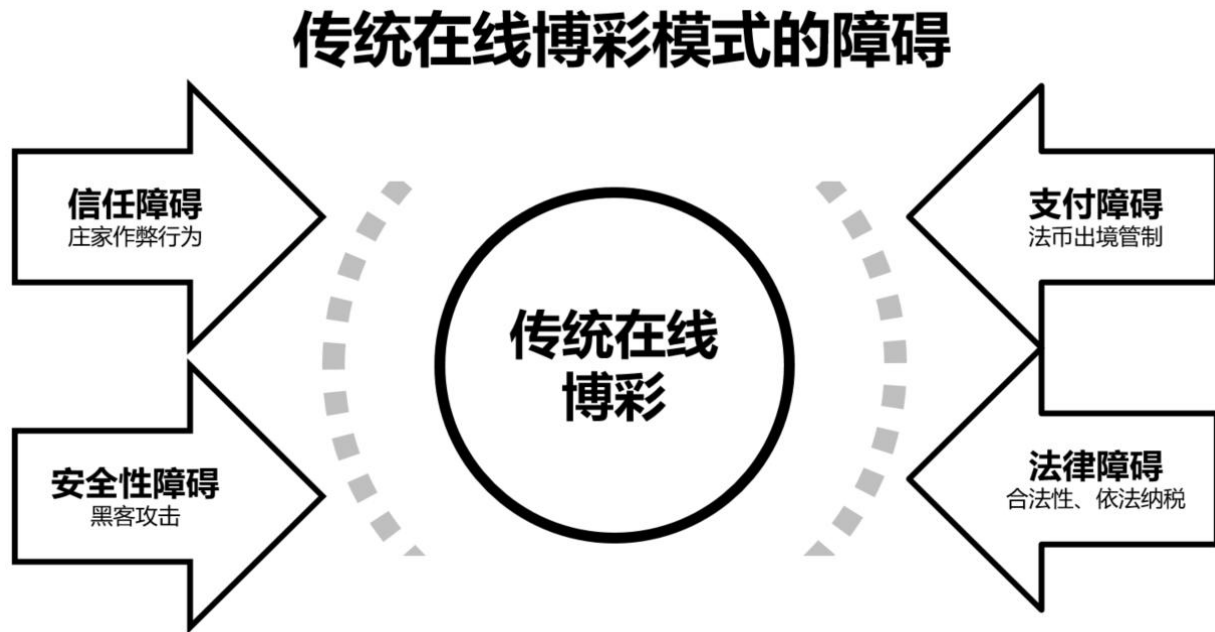 传统在线博彩模式的障碍
信任障碍
庄家作弊行为
支付障碍
法币出境管制
传统在线
博彩
安全性障碍
黑客攻击
法律障碍
合法性、依法纳税